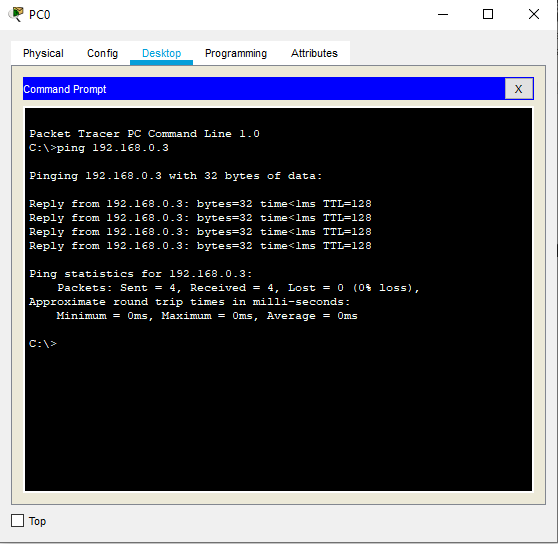 PC0
Physical Config Desktop Programming Attributes
Command Prompt X
Packet Tracer PC Command Line 1.0
C:\>ping 192.168.0.3
Pinging 192.168.0.3 with 32 bytes of data:
Reply from 192.168.0.3: bytes=32 time<1ms TTL=128
Reply from 192.168.0.3: bytes=32 time<1ms TTL=128
Reply from 192.168.0.3: bytes=32 time<1ms TTL=128
Reply from 192.168.0.3: bytes=32 time<1ms TTL=128
Ping statistics for 192.168.0.3:
    Packets: Sent = 4, Received = 4, Lost = 0 (0% loss),
Approximate round trip times in milli-seconds:
    Minimum = 0ms, Maximum = 0ms, Average = 0ms
C:\>
Top